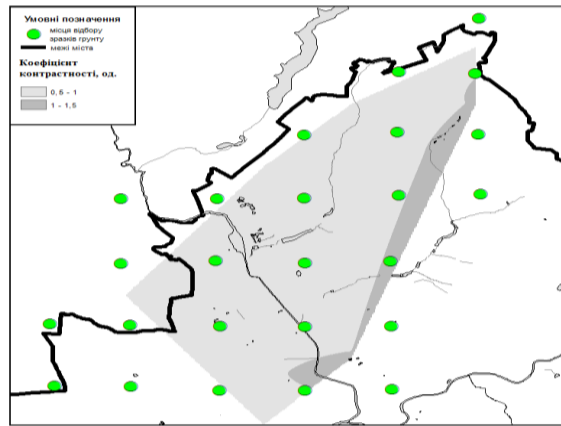 Умовні позначення
місця відбору
зразків ґрунту
межі міста
Коефіцієнт
контрастності, од.
0,5 - 1
1 - 1,5